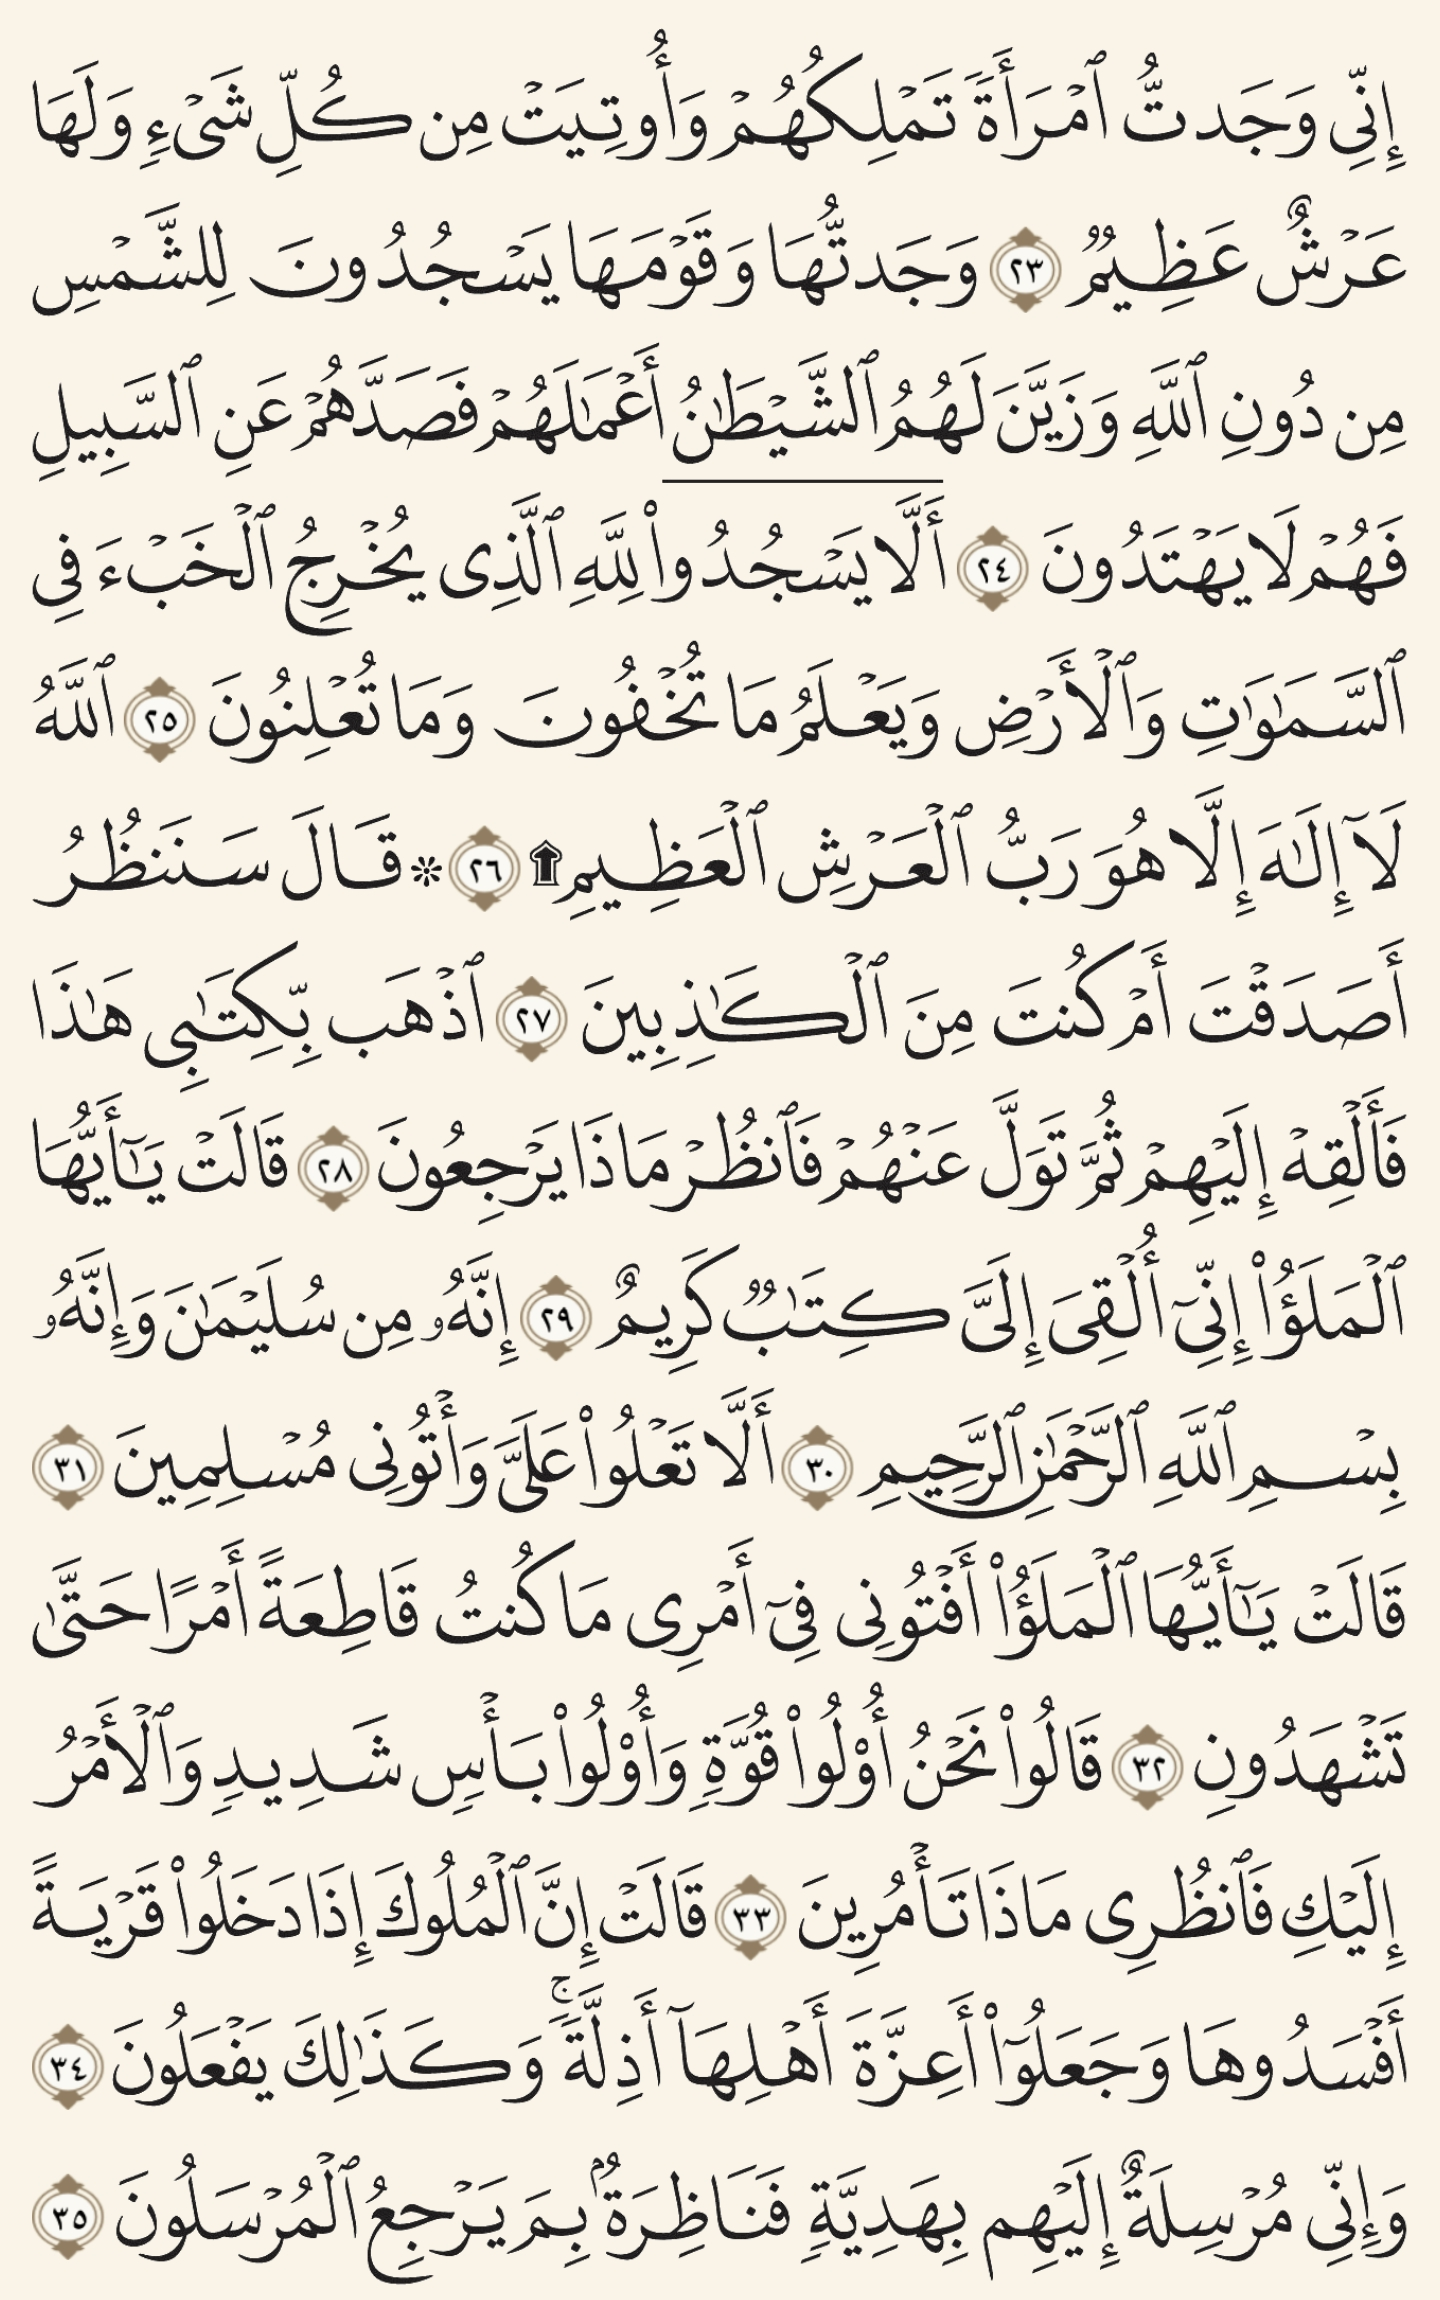 إِنِّى وَجَدتُّ ٱمۡرَأَةً تَمۡلِكُهُمۡ وَأُوتِيَتۡ مِن كُلِّ شَىۡءٍ وَلَهَا
عَرۡشٌ عَظِيمٌ ٢٣ وَجَدتُّهَا وَقَوۡمَهَا يَسۡجُدُونَ لِلشَّمۡسِ
مِن دُونِ ٱللَّهِ وَزَيَّنَ لَهُمُ ٱلشَّيۡطَٰنُ أَعۡمَٰلَهُمۡ فَصَدَّهُمۡ عَنِ ٱلسَّبِيلِ
فَهُمۡ لَا يَهۡتَدُونَ ٢٤ أَلَّا يَسۡجُدُوا۟ لِلَّهِ ٱلَّذِى يُخۡرِجُ ٱلۡخَبۡءَ فِى
ٱلسَّمَٰوَٰتِ وَٱلۡأَرۡضِ وَيَعۡلَمُ مَا تُخۡفُونَ وَمَا تُعۡلِنُونَ ٢٥ ٱللَّهُ
لَآ إِلَٰهَ إِلَّا هُوَ رَبُّ ٱلۡعَرۡشِ ٱلۡعَظِيمِ ۩ ٢٦ ۞ قَالَ سَنَنظُرُ
أَصَدَقۡتَ أَمۡ كُنتَ مِنَ ٱلۡكَٰذِبِينَ ٢٧ ٱذۡهَب بِّكِتَٰبِى هَٰذَا
فَأَلۡقِهۡ إِلَيۡهِمۡ ثُمَّ تَوَلَّ عَنۡهُمۡ فَٱنظُرۡ مَاذَا يَرۡجِعُونَ ٢٨ قَالَتۡ يَٰٓأَيُّهَا
ٱلۡمَلَؤُا۟ إِنِّىٓ أُلۡقِىَ إِلَىَّ كِتَٰبٌ كَرِيمٌ ٢٩ إِنَّهُۥ مِن سُلَيۡمَٰنَ وَإِنَّهُۥ
بِسۡمِ ٱللَّهِ ٱلرَّحۡمَٰنِ ٱلرَّحِيمِ ٣٠ أَلَّا تَعۡلُوا۟ عَلَىَّ وَأۡتُونِى مُسۡلِمِينَ ٣١
قَالَتۡ يَٰٓأَيُّهَا ٱلۡمَلَؤُا۟ أَفۡتُونِى فِىٓ أَمۡرِى مَا كُنتُ قَاطِعَةً أَمۡرًا حَتَّىٰ
تَشۡهَدُونِ ٣٢ قَالُوا۟ نَحۡنُ أُو۟لُوا۟ قُوَّةٍ وَأُو۟لُوا۟ بَأۡسٍ شَدِيدٍ وَٱلۡأَمۡرُ
إِلَيۡكِ فَٱنظُرِى مَاذَا تَأۡمُرِينَ ٣٣ قَالَتۡ إِنَّ ٱلۡمُلُوكَ إِذَا دَخَلُوا۟ قَرۡيَةً
أَفۡسَدُوهَا وَجَعَلُوٓا۟ أَعِزَّةَ أَهۡلِهَآ أَذِلَّةً ۚ وَكَذَٰلِكَ يَفۡعَلُونَ ٣٤
وَإِنِّى مُرۡسِلَةٌ إِلَيۡهِم بِهَدِيَّةٍ فَنَاظِرَةُۢ بِمَ يَرۡجِعُ ٱلۡمُرۡسَلُونَ ٣٥